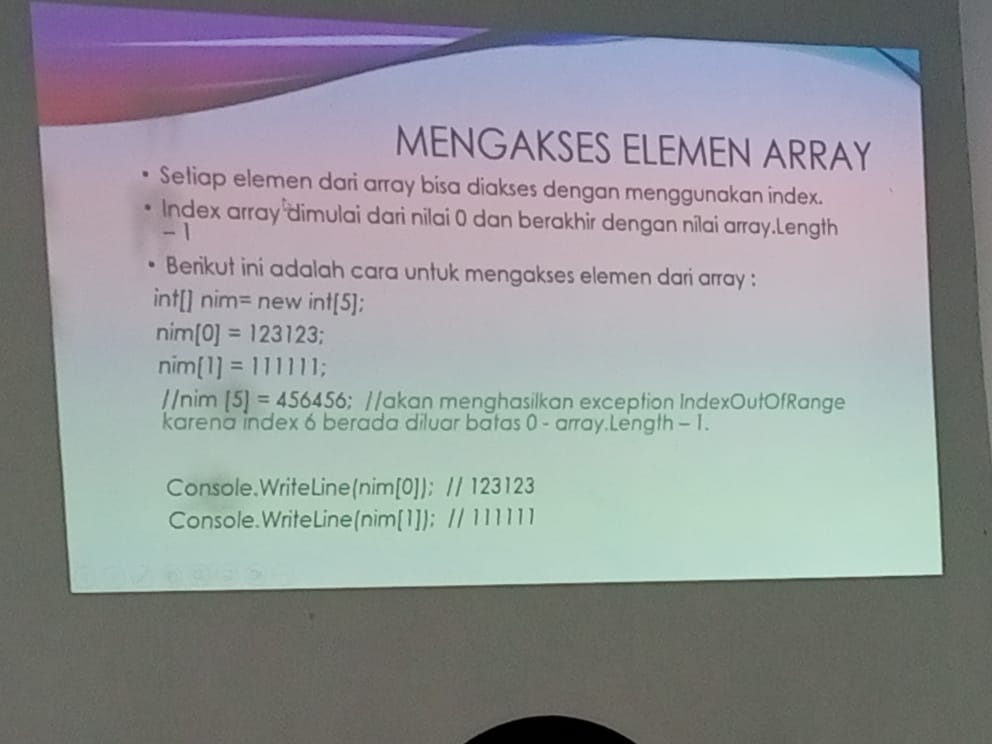 MENGAKSES ELEMEN ARRAY
• Setiap elemen dari array bisa diakses dengan menggunakan index.
• Index array dimulai dari nilai 0 dan berakhir dengan nilai array.Length
– 1
• Berikut ini adalah cara untuk mengakses elemen dari array :
int[] nim= new int[5];
nim[0] = 123123;
nim[1] = 111111;
//nim [5] = 456456; //akan menghasilkan exception IndexOutOfRange
karena index 6 berada diluar batas 0 - array.Length – 1.
Console.WriteLine(nim[0]); // 123123
Console.WriteLine(nim[1]); // 111111